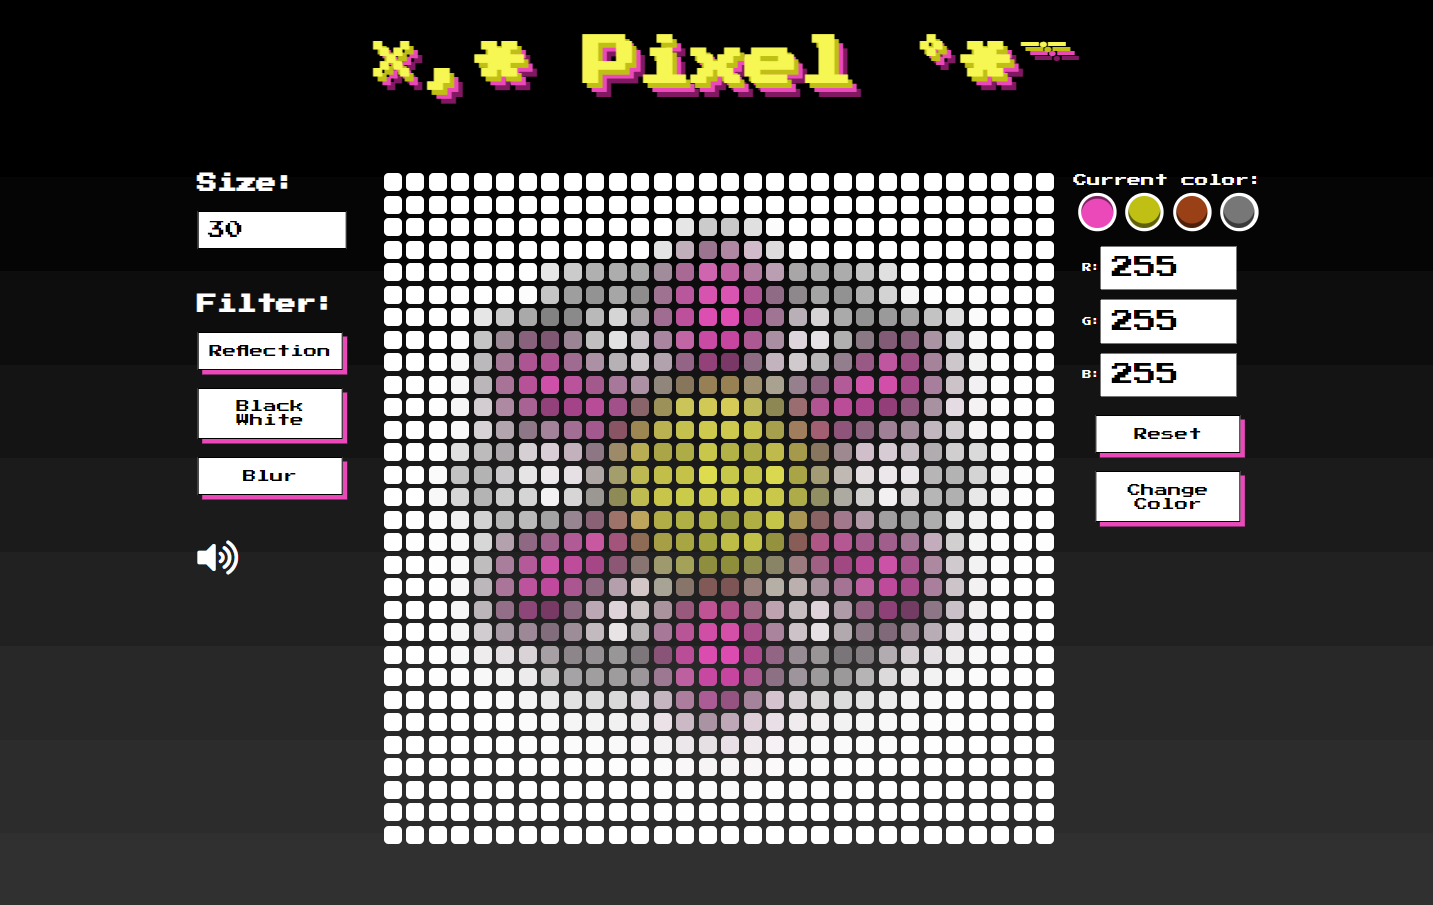 Pixel
Size:
30
Filter:
Reflection
Black
White
Blur
Current color:
R: 255
G: 255
B: 255
Reset
Change
Color